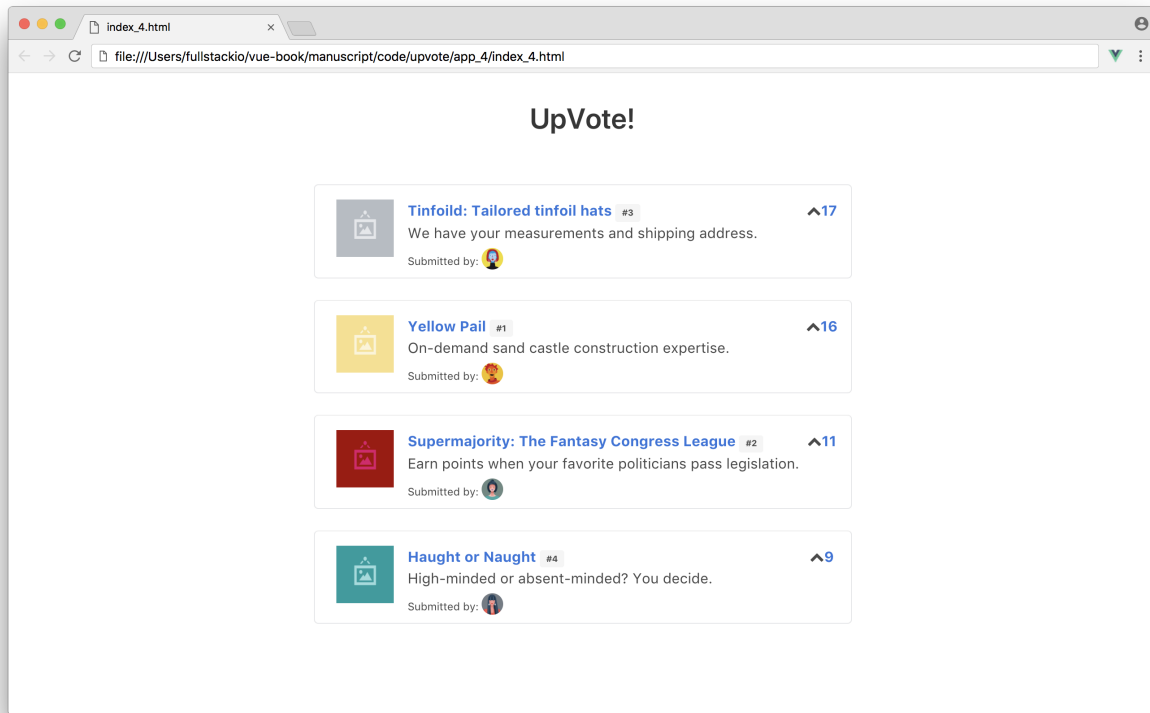 index_4.html
file:///Users/fullstackio/vue-book/manuscript/code/upvote/app_4/index_4.html
UpVote!
Tinfoild: Tailored tinfoil hats #3 17
We have your measurements and shipping address.
Submitted by:
Yellow Pail #1 16
On-demand sand castle construction expertise.
Submitted by:
Supermajority: The Fantasy Congress League #2 11
Earn points when your favorite politicians pass legislation.
Submitted by:
Haught or Naught #4 9
High-minded or absent-minded? You decide.
Submitted by: